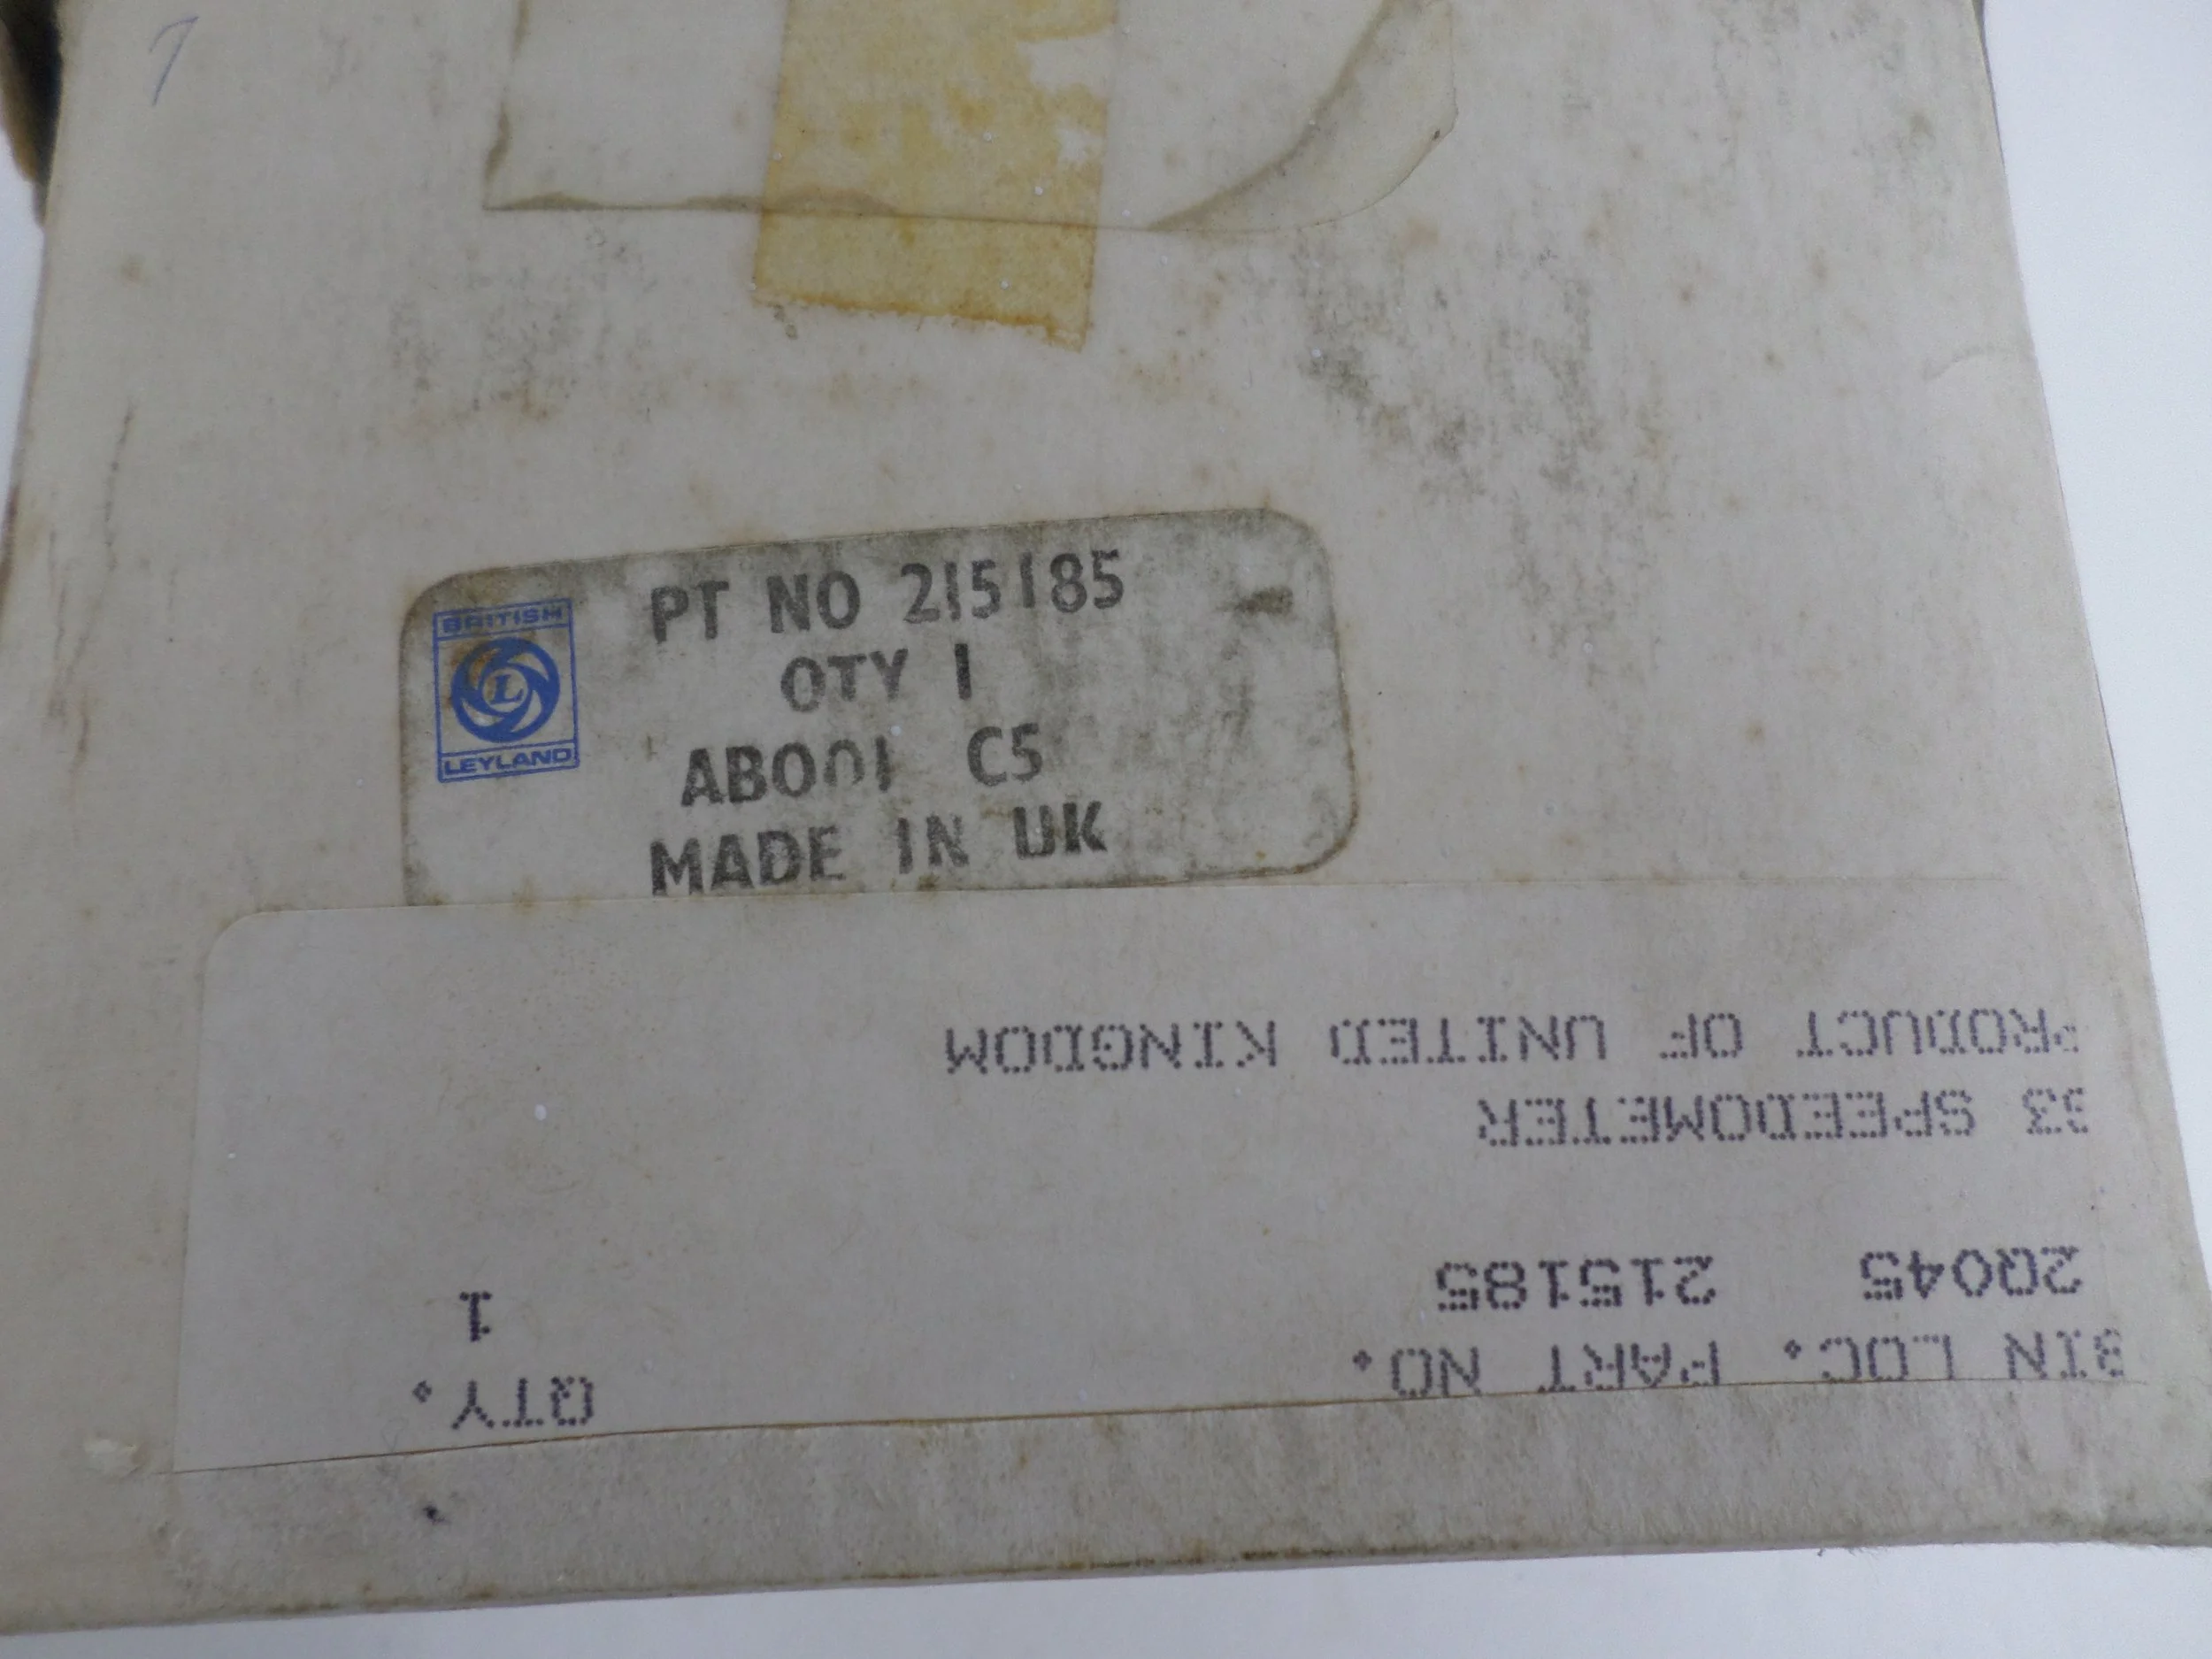 7
BRITISH
L
LEYLAND
PT NO 215185
QTY 1
AB001 C5
MADE IN UK
BIN LOC. PART NO. QTY.
2Q045 215185 1
33 SPEEDOMETER
PRODUCT OF UNITED KINGDOM